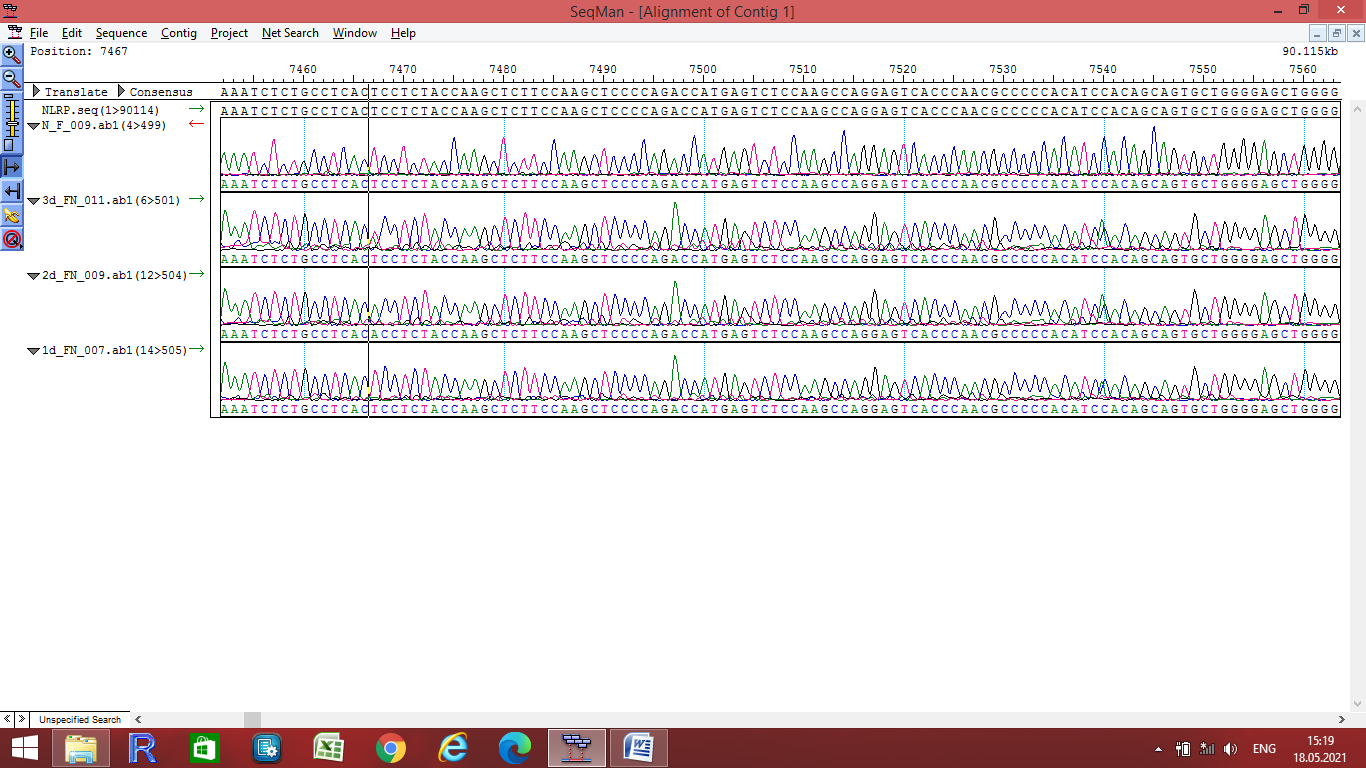 SeqMan - [Alignment of Contig 1]
File Edit Sequence Contig Project Net Search Window Help
Position: 7467 90.115kb
7460 7470 7480 7490 7500 7510 7520 7530 7540 7550 7560
Translate Consensus AAATCTCTGCCTCACTCCTCTACCAAGCTCTTCCAAGCTCCCCAGACCATGAGTCTCCAAGCCAGGAGTCACCCAACGCCCCCACATCCACAGCAGTGCTGGGGAGCTGGGG
NLRP.seq(1>90114) AAATCTCTGCCTCACTCCTCTACCAAGCTCTTCCAAGCTCCCCAGACCATGAGTCTCCAAGCCAGGAGTCACCCAACGCCCCCACATCCACAGCAGTGCTGGGGAGCTGGGG
N_F_009.ab1(4>499)
AAATCTCTGCCTCACTCCTCTACCAAGCTCTTCCAAGCTCCCCAGACCATGAGTCTCCAAGCCAGGAGTCACCCAACGCCCCCACATCCACAGCAGTGCTGGGGAGCTGGGG
3d_FN_011.ab1(6>501)
AAATCTCTGCCTCACTCCTCTACCAAGCTCTTCCAAGCTCCCCAGACCATGAGTCTCCAAGCCAGGAGTCACCCAACGCCCCCACATCCACAGCAGTGCTGGGGAGCTGGGG
2d_FN_009.ab1(12>504)
AAATCTCTGCCTCACACCTCTACCAAGCTCTTCCAAGCTCCCCAGACCATGAGTCTCCAAGCCAGGAGTCACCCAACGCCCCCACATCCACAGCAGTGCTGGGGAGCTGGGG
1d_FN_007.ab1(14>505)
AAATCTCTGCCTCACTCCTCTACCAAGCTCTTCCAAGCTCCCCAGACCATGAGTCTCCAAGCCAGGAGTCACCCAACGCCCCCACATCCACAGCAGTGCTGGGGAGCTGGGG
Unspecified Search
ENG
15:19
18.05.2021